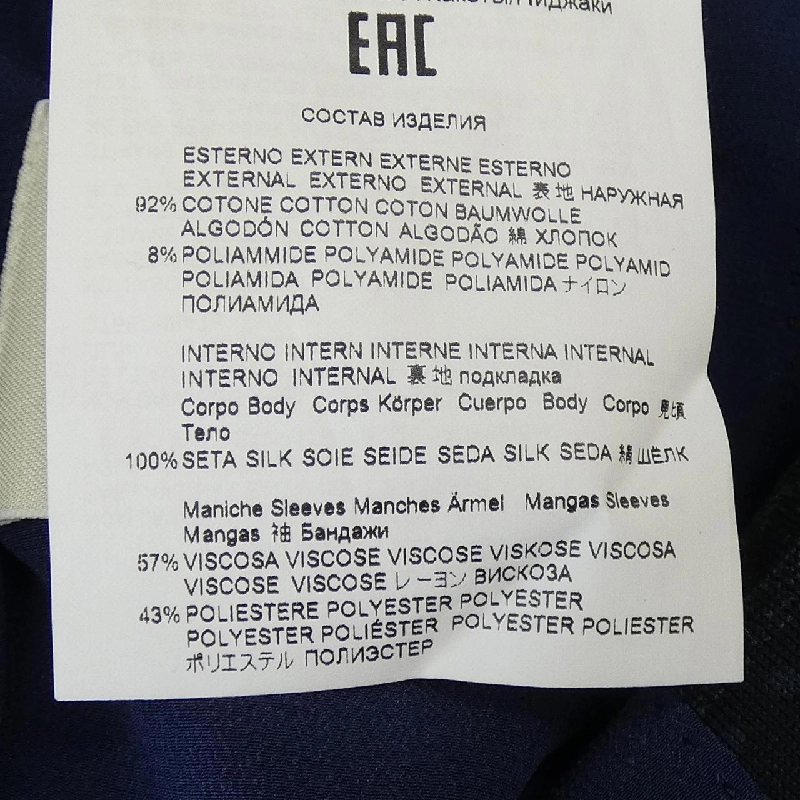 ЕАС
СОСТАВ ИЗДЕЛИЯ
ESTERNO EXTERN EXTERNE ESTERNO
EXTERNAL EXTERNO EXTERNAL 表地 НАРУЖНАЯ
92% COTONE COTTON COTON BAUMWOLLE
ALGODÓN COTTON ALGODÃO 綿 ХЛОПОК
8% POLIAMMIDE POLYAMIDE POLYAMIDE POLYAMID
POLIAMIDA POLYAMIDE POLIAMIDA ナイロン
ПОЛИАМИДА
INTERNO INTERN INTERNE INTERNA INTERNAL
INTERNO INTERNAL 裏地 подкладка
Corpo Body Corps Körper Cuerpo Body Corpo
Тело
100% SETA SILK SOIE SEIDE SEDA SILK SEDA 絹 ШЁЛК
Maniche Sleeves Manches Ärmel Mangas Sleeves
Mangas 袖 Бандажи
57% VISCOSA VISCOSE VISCOSE VISKOSE VISCOSA
VISCOSE VISCOSE レーヨン ВИСКОЗА
43% POLIESTERE POLYESTER POLYESTER
POLYESTER POLIÉSTER POLYESTER POLIESTER
ポリエステル ПОЛИЭСТЕР